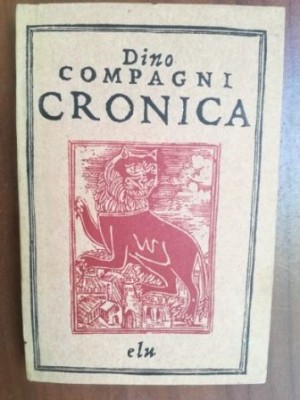 Dino
COMPAGNI
CRONICA
elu